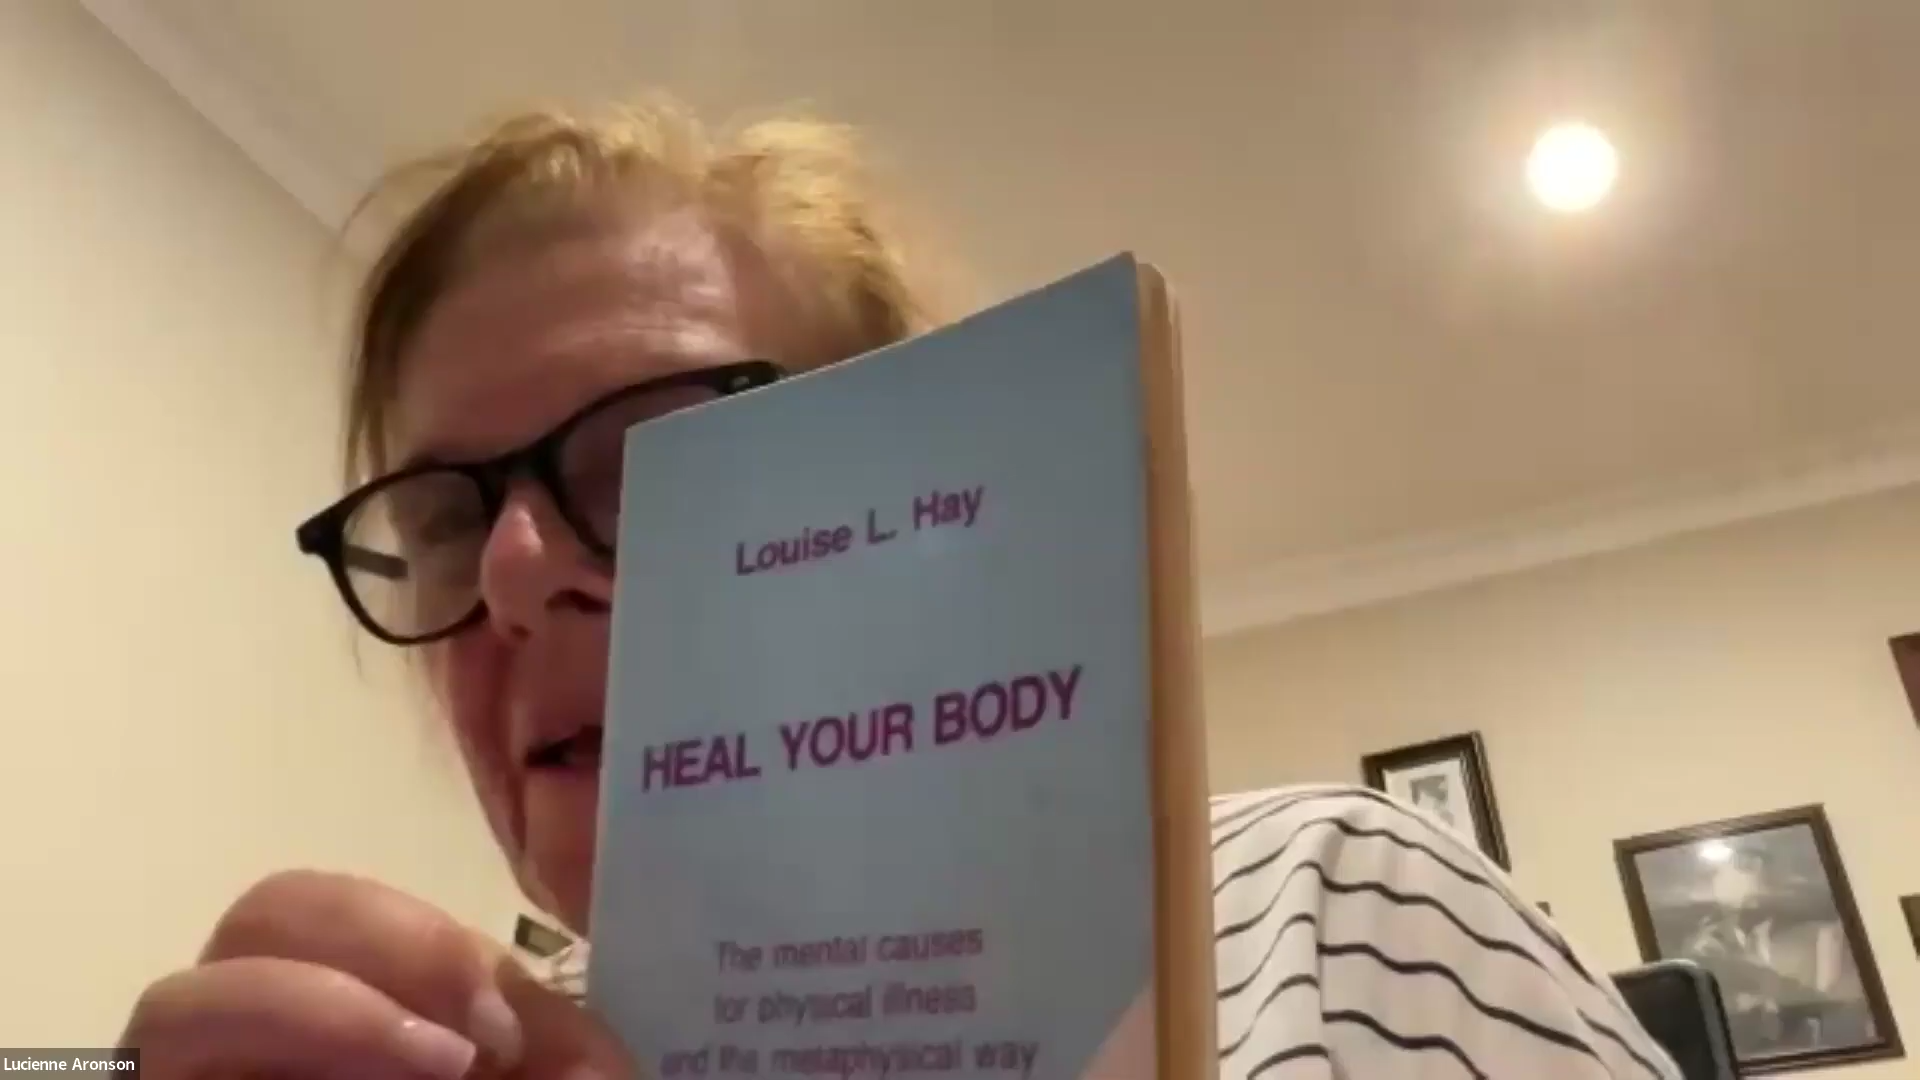 Louise L. Hay
HEAL YOUR BODY
The mental causes
for physical illness
and the metaphysical way
Lucienne Aronson